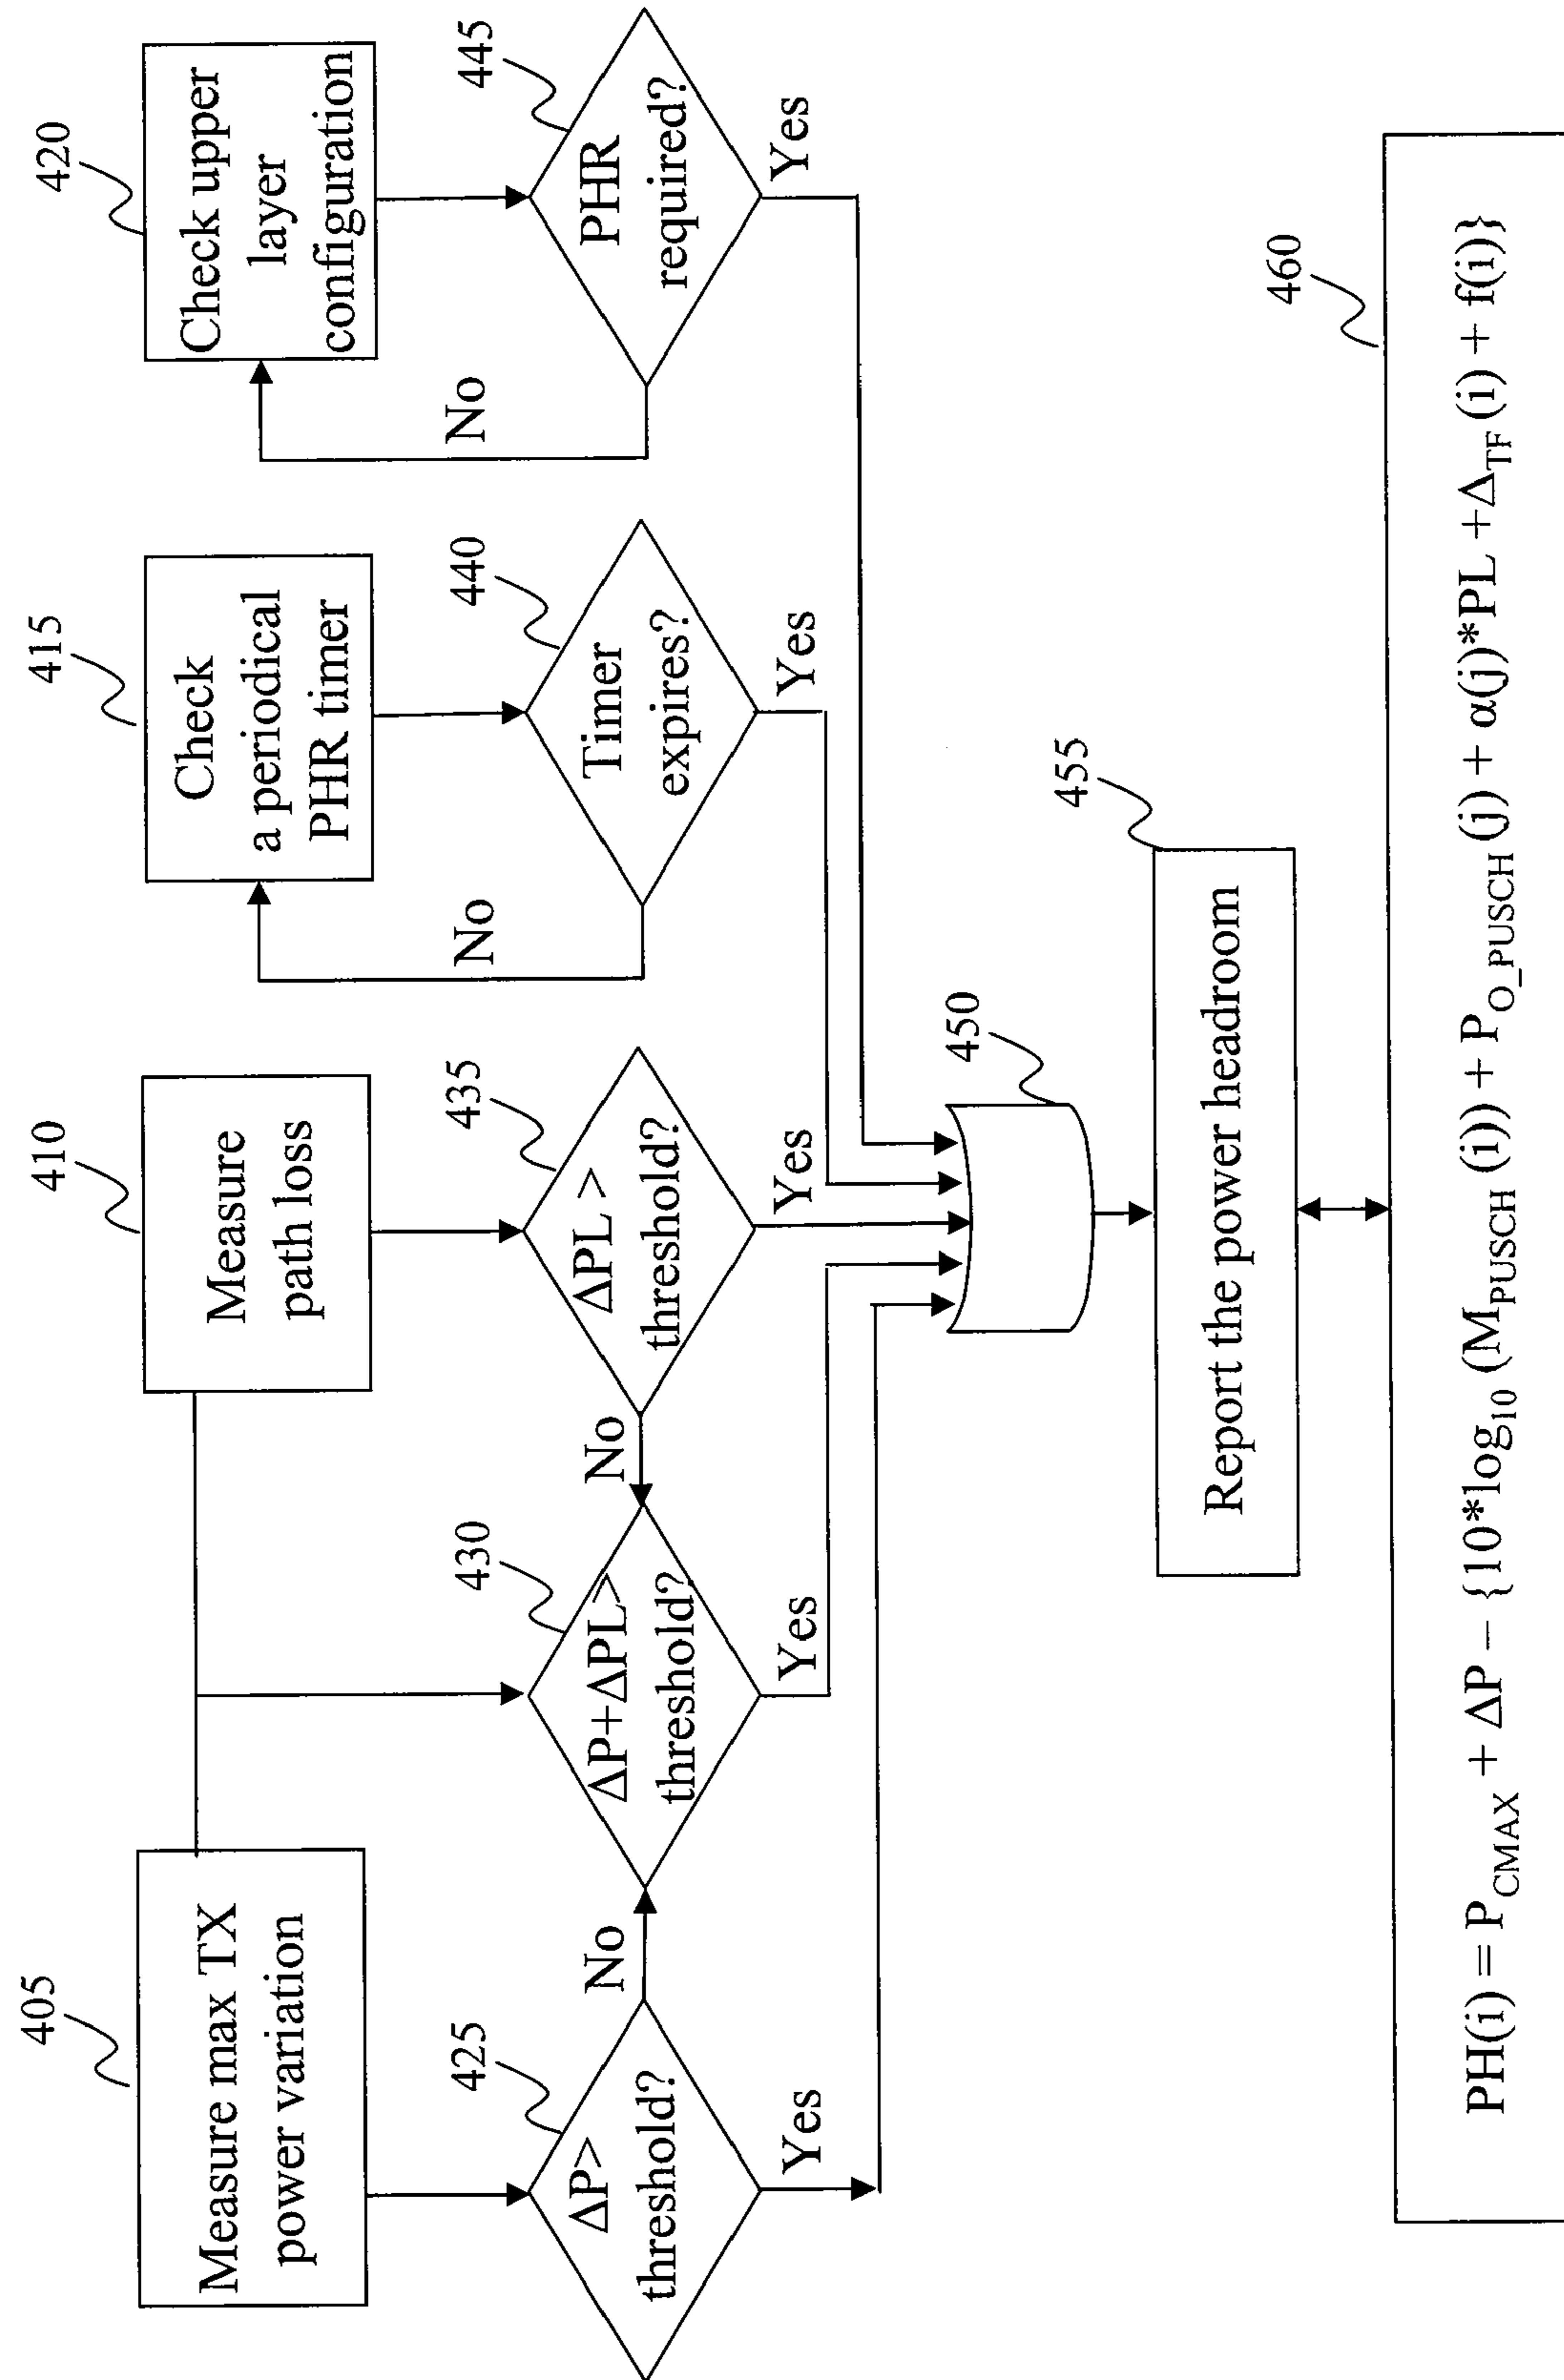 405
Measure max TX
power variation
410
Measure
path loss
415
Check
a periodical
PHR timer
420
Check upper
layer
configuration
425
ΔP>
threshold?
No
Yes
430
ΔP+ΔPL>
threshold?
Yes
435
ΔPL >
threshold?
No
Yes
440
Timer
expires?
No
Yes
445
PHR
required?
No
Yes
450
455
Report the power headroom
460
PH(i) = P_CMAX + ΔP − {10*log_10 (M_PUSCH (i)) + P_O_PUSCH (j) + α(j)*PL +Δ_TF (i) + f(i)}